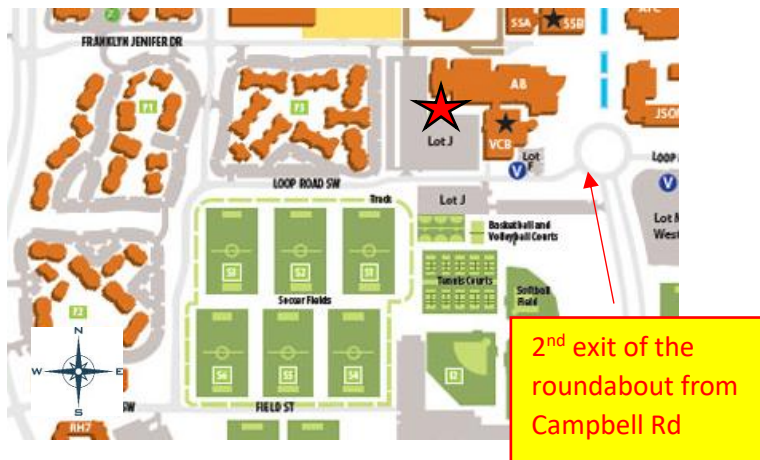 SSA
SSB
FRANKLYN JENIFER DR
P1
P3
AB
JSO
Lot J
VCB
Lot
V
LOOP
V
LOOP ROAD SW
Track
Lot J
Lot M
West
Basketball and
Volleyball Courts
S3
S2
S1
Tennis Courts
Soccer Fields
Softball
Field
P2
N
W
E
S
S6
S5
S4
SW
FIELD ST
RH7
2nd exit of the
roundabout from
Campbell Rd